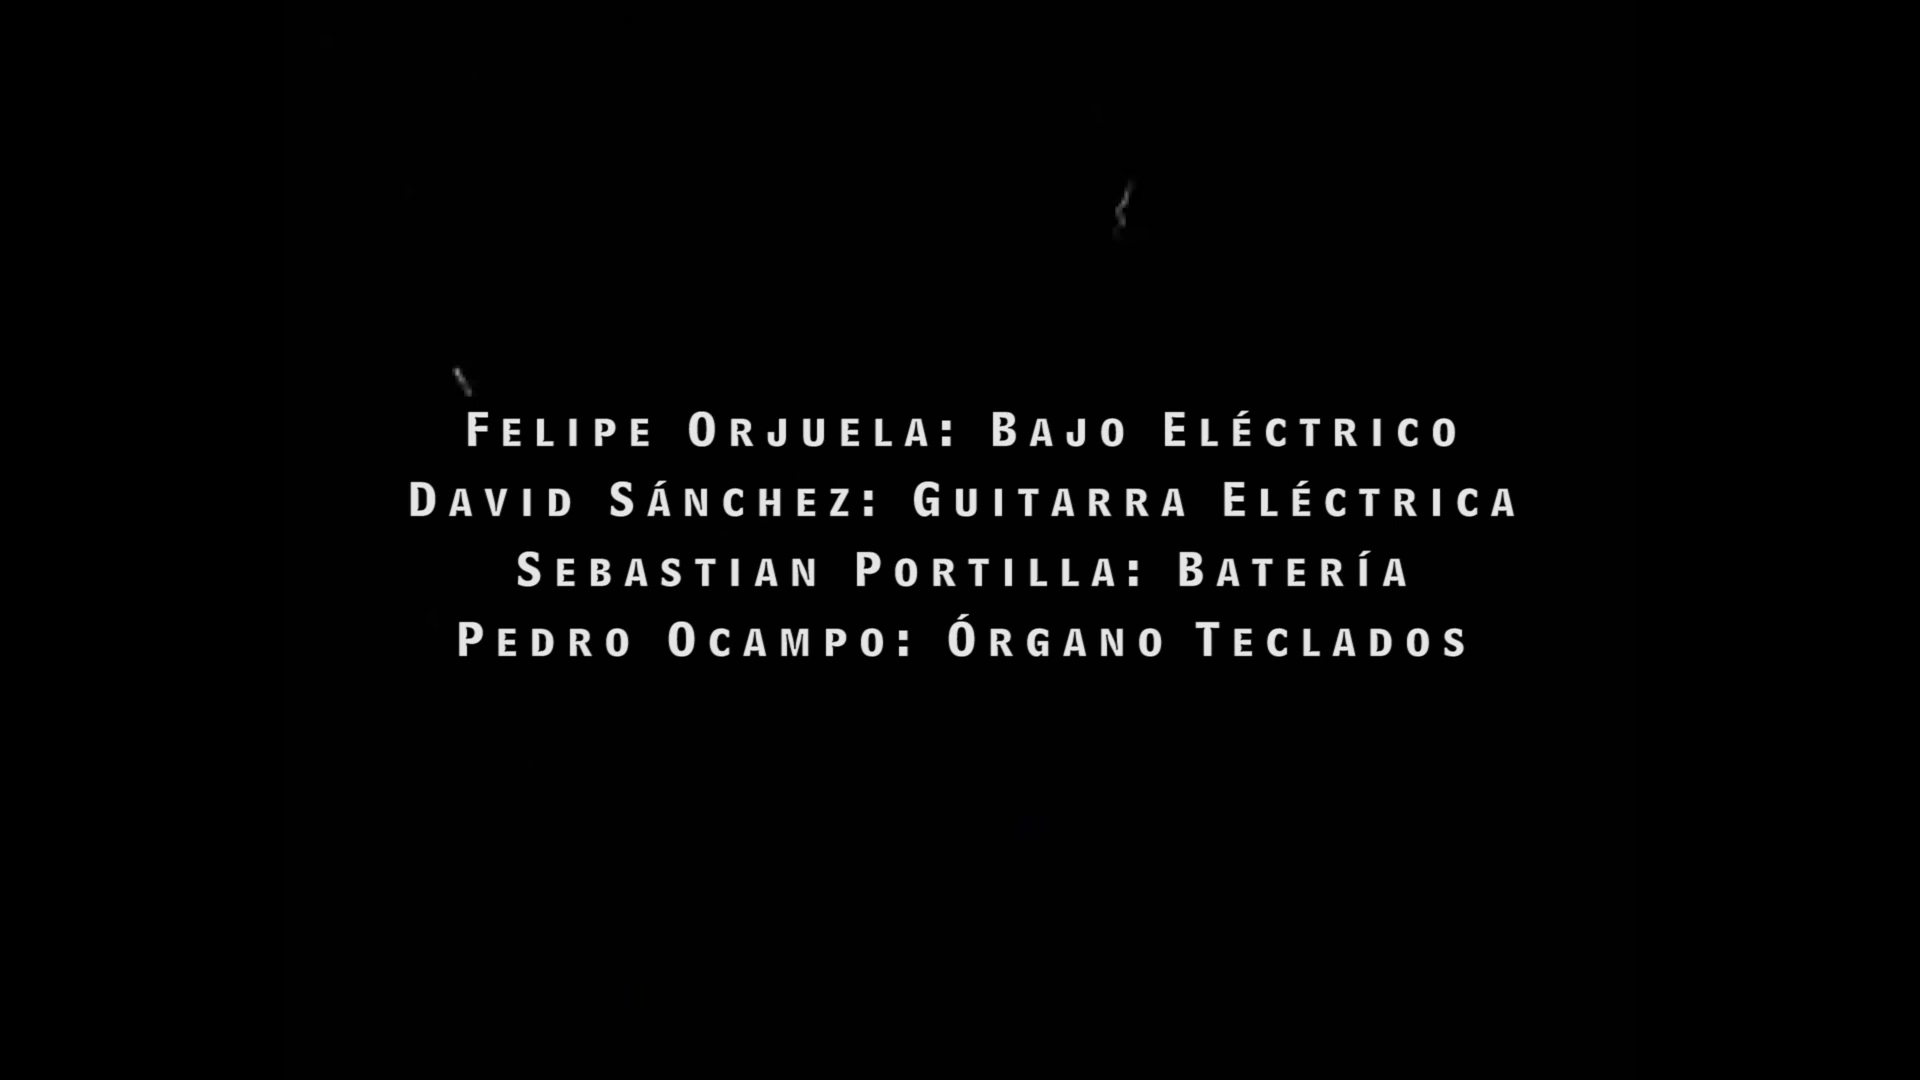 Felipe Orjuela: Bajo Eléctrico
David Sánchez: Guitarra Eléctrica
Sebastian Portilla: Batería
Pedro Ocampo: Órgano Teclados